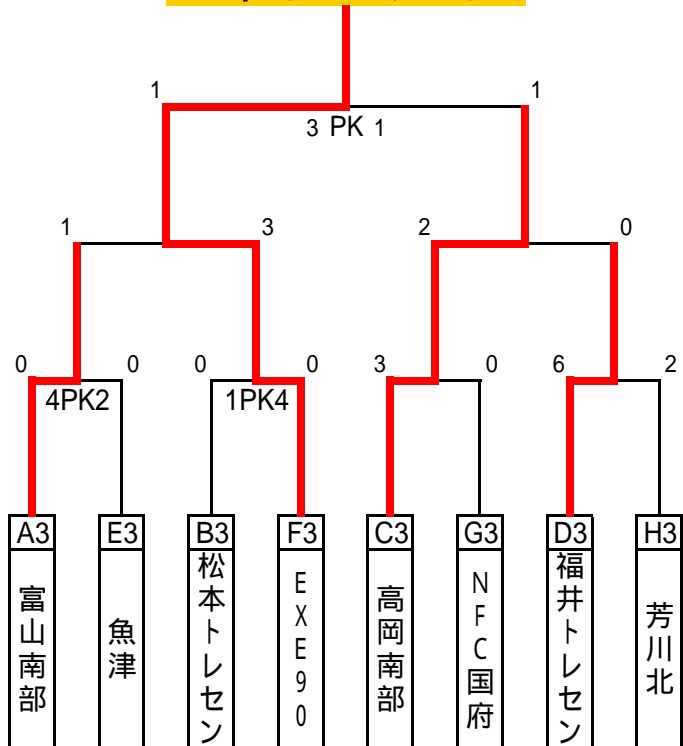 1 1
3 PK 1
1 3 2 0
0 0 0 0 3 0 6 2
4PK2 1PK4
A3 E3 B3 F3 C3 G3 D3 H3
富山南部
魚津
松本トレセン
EXE90
高岡南部
NFC国府
福井トレセン
芳川北